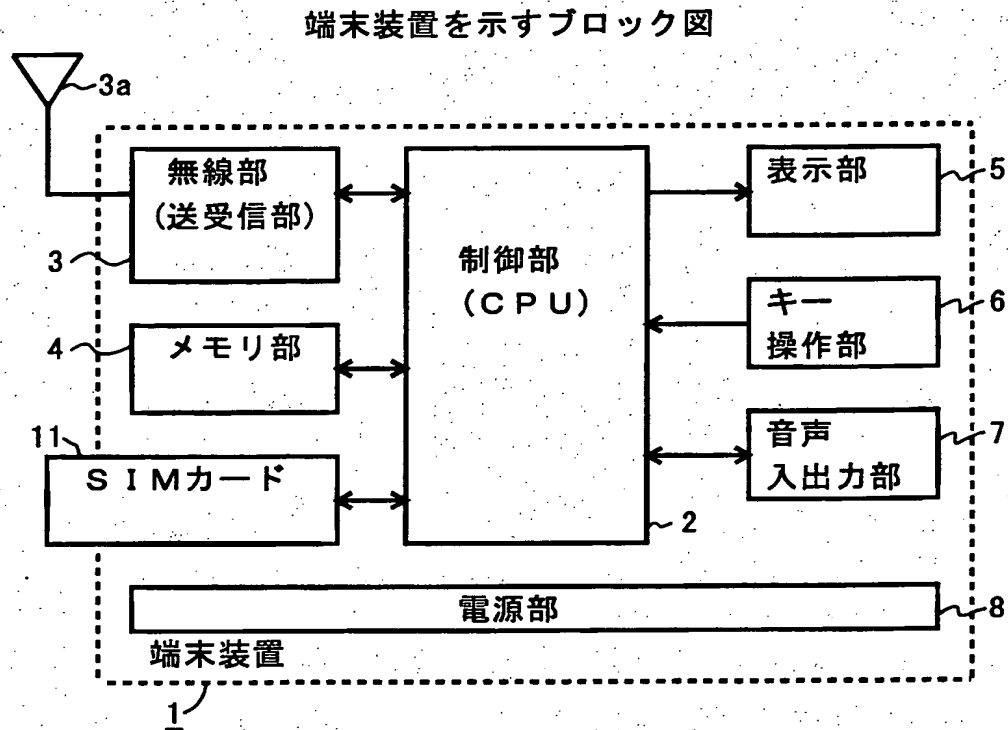 端末装置を示すブロック図
3a
無線部
(送受信部)
3
制御部
(CPU)
2
表示部
5
キー
操作部
6
メモリ部
4
音声
入出力部
7
11
SIMカード
電源部
8
端末装置
1